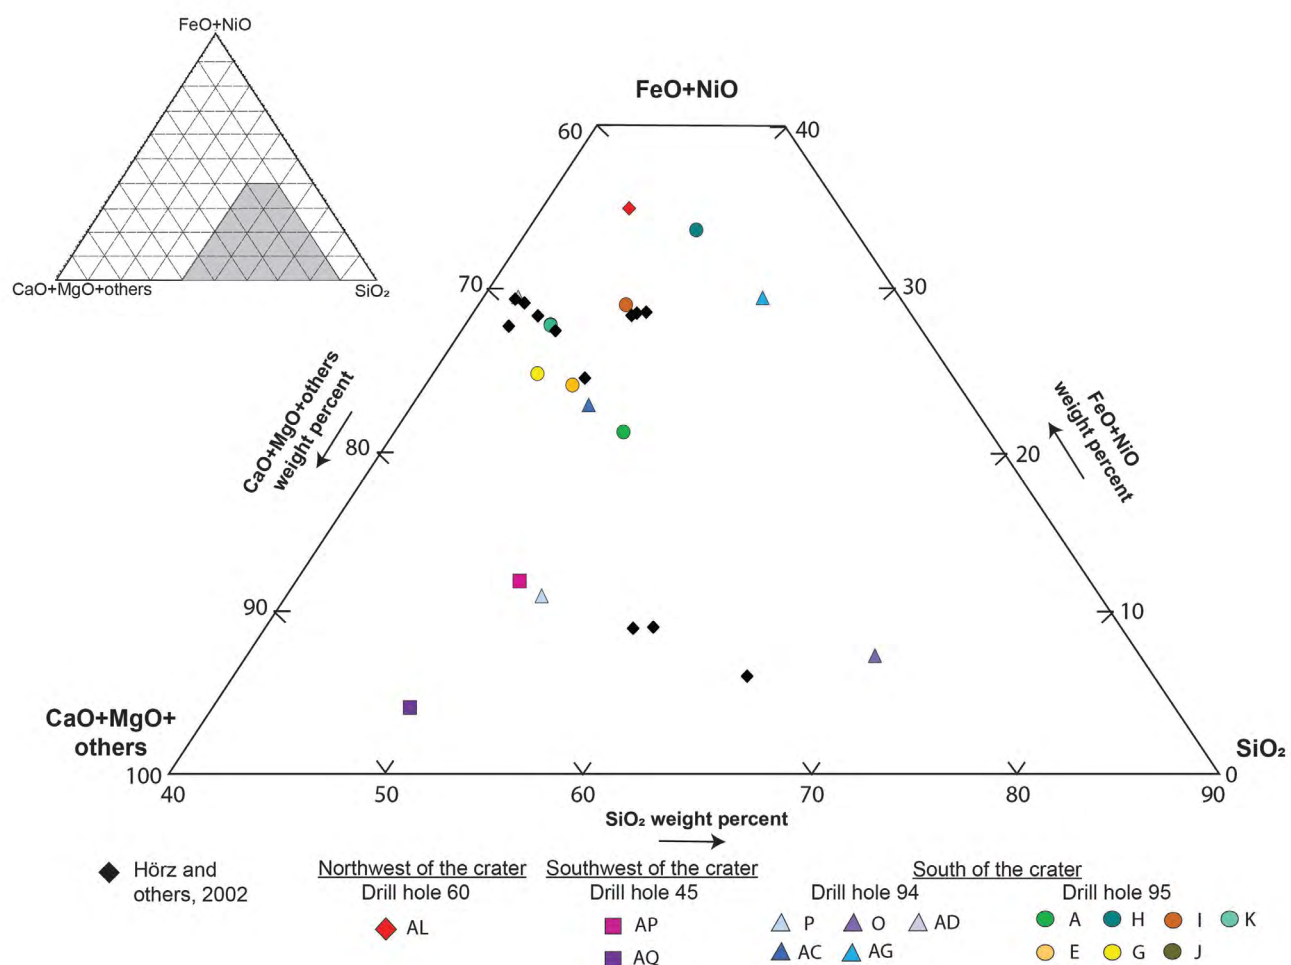 FeO+NiO
CaO+MgO+others
SiO₂
FeO+NiO
60
40
70
30
80
20
90
10
100
0
CaO+MgO+others
weight percent
FeO+NiO
weight percent
CaO+MgO+
others
SiO₂
40
50
60
70
80
90
SiO₂ weight percent
Hörz and
others, 2002
Northwest of the crater
Drill hole 60
AL
Southwest of the crater
Drill hole 45
AP
AQ
South of the crater
Drill hole 94
Drill hole 95
P
O
AD
AC
AG
A
H
I
K
E
G
J